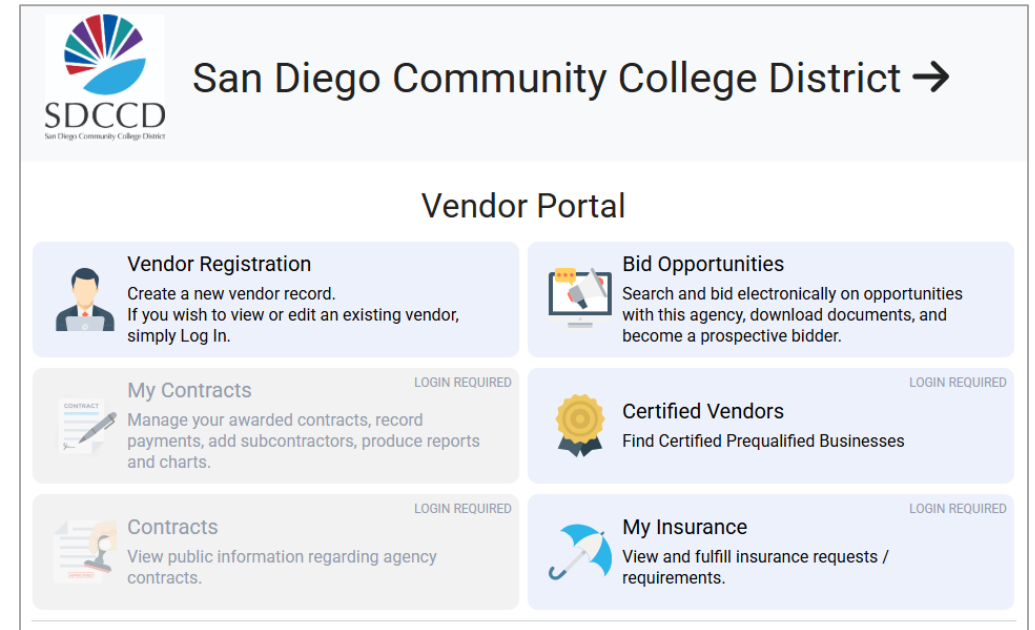 SDCCD
San Diego Community College District
San Diego Community College District
Vendor Portal
Vendor Registration
Create a new vendor record.
If you wish to view or edit an existing vendor,
simply Log In.
Bid Opportunities
Search and bid electronically on opportunities
with this agency, download documents, and
become a prospective bidder.
LOGIN REQUIRED
My Contracts
Manage your awarded contracts, record
payments, add subcontractors, produce reports
and charts.
CONTRACT
LOGIN REQUIRED
Certified Vendors
Find Certified Prequalified Businesses
LOGIN REQUIRED
Contracts
View public information regarding agency
contracts.
LOGIN REQUIRED
My Insurance
View and fulfill insurance requests /
requirements.